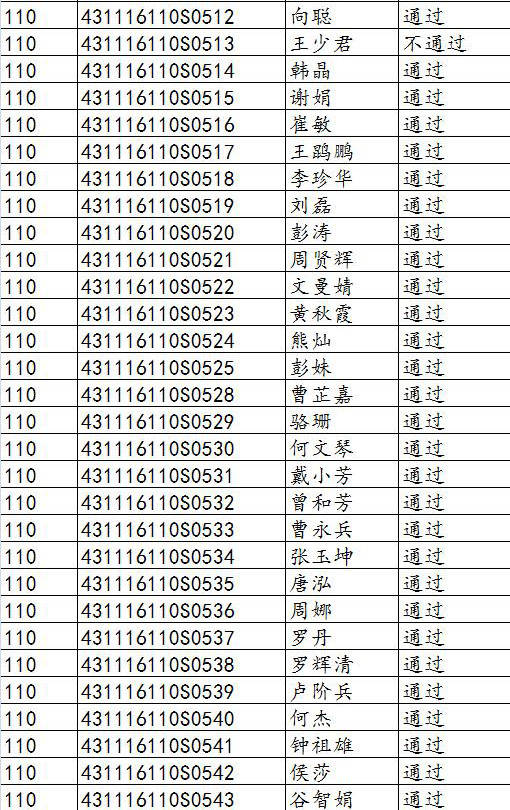 110 431116110S0512 向聪 通过
110 431116110S0513 王少君 不通过
110 431116110S0514 韩晶 通过
110 431116110S0515 谢娟 通过
110 431116110S0516 崔敏 通过
110 431116110S0517 王鹍鹏 通过
110 431116110S0518 李珍华 通过
110 431116110S0519 刘磊 通过
110 431116110S0520 彭涛 通过
110 431116110S0521 周贤辉 通过
110 431116110S0522 文曼婧 通过
110 431116110S0523 黄秋霞 通过
110 431116110S0524 熊灿 通过
110 431116110S0525 彭妹 通过
110 431116110S0528 曹芷嘉 通过
110 431116110S0529 骆珊 通过
110 431116110S0530 何文琴 通过
110 431116110S0531 戴小芳 通过
110 431116110S0532 曾和芳 通过
110 431116110S0533 曹永兵 通过
110 431116110S0534 张玉坤 通过
110 431116110S0535 唐泓 通过
110 431116110S0536 周娜 通过
110 431116110S0537 罗丹 通过
110 431116110S0538 罗辉清 通过
110 431116110S0539 卢阶兵 通过
110 431116110S0540 何杰 通过
110 431116110S0541 钟祖雄 通过
110 431116110S0542 侯莎 通过
110 431116110S0543 谷智娟 通过